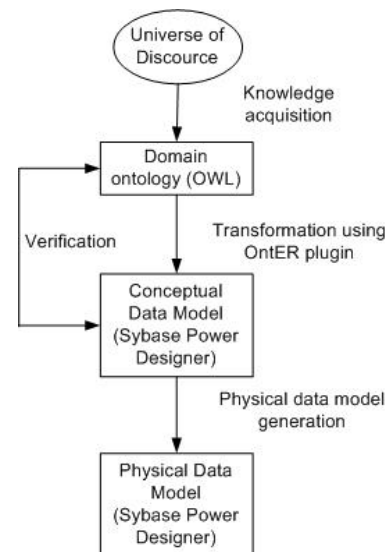 Universe of
Discource
Knowledge
acquisition
Domain
ontology (OWL)
Verification
Transformation using
OntER plugin
Conceptual
Data Model
(Sybase Power
Designer)
Physical data model
generation
Physical Data
Model
(Sybase Power
Designer)